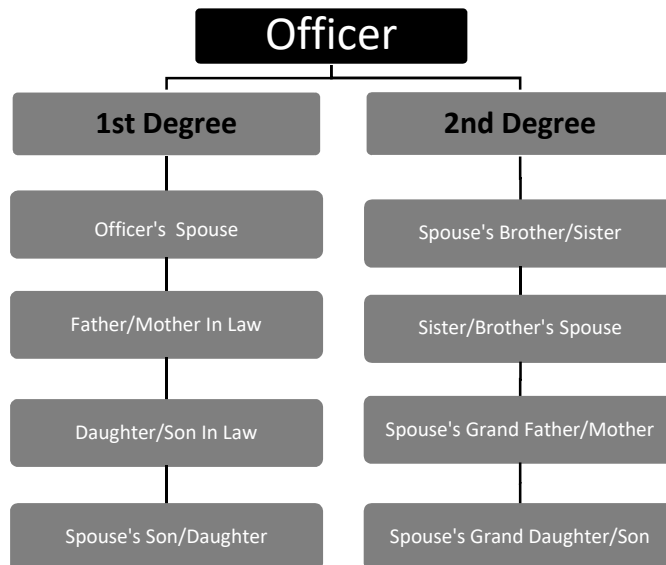 Officer
1st Degree
Officer's Spouse
Father/Mother In Law
Daughter/Son In Law
Spouse's Son/Daughter
2nd Degree
Spouse's Brother/Sister
Sister/Brother's Spouse
Spouse's Grand Father/Mother
Spouse's Grand Daughter/Son